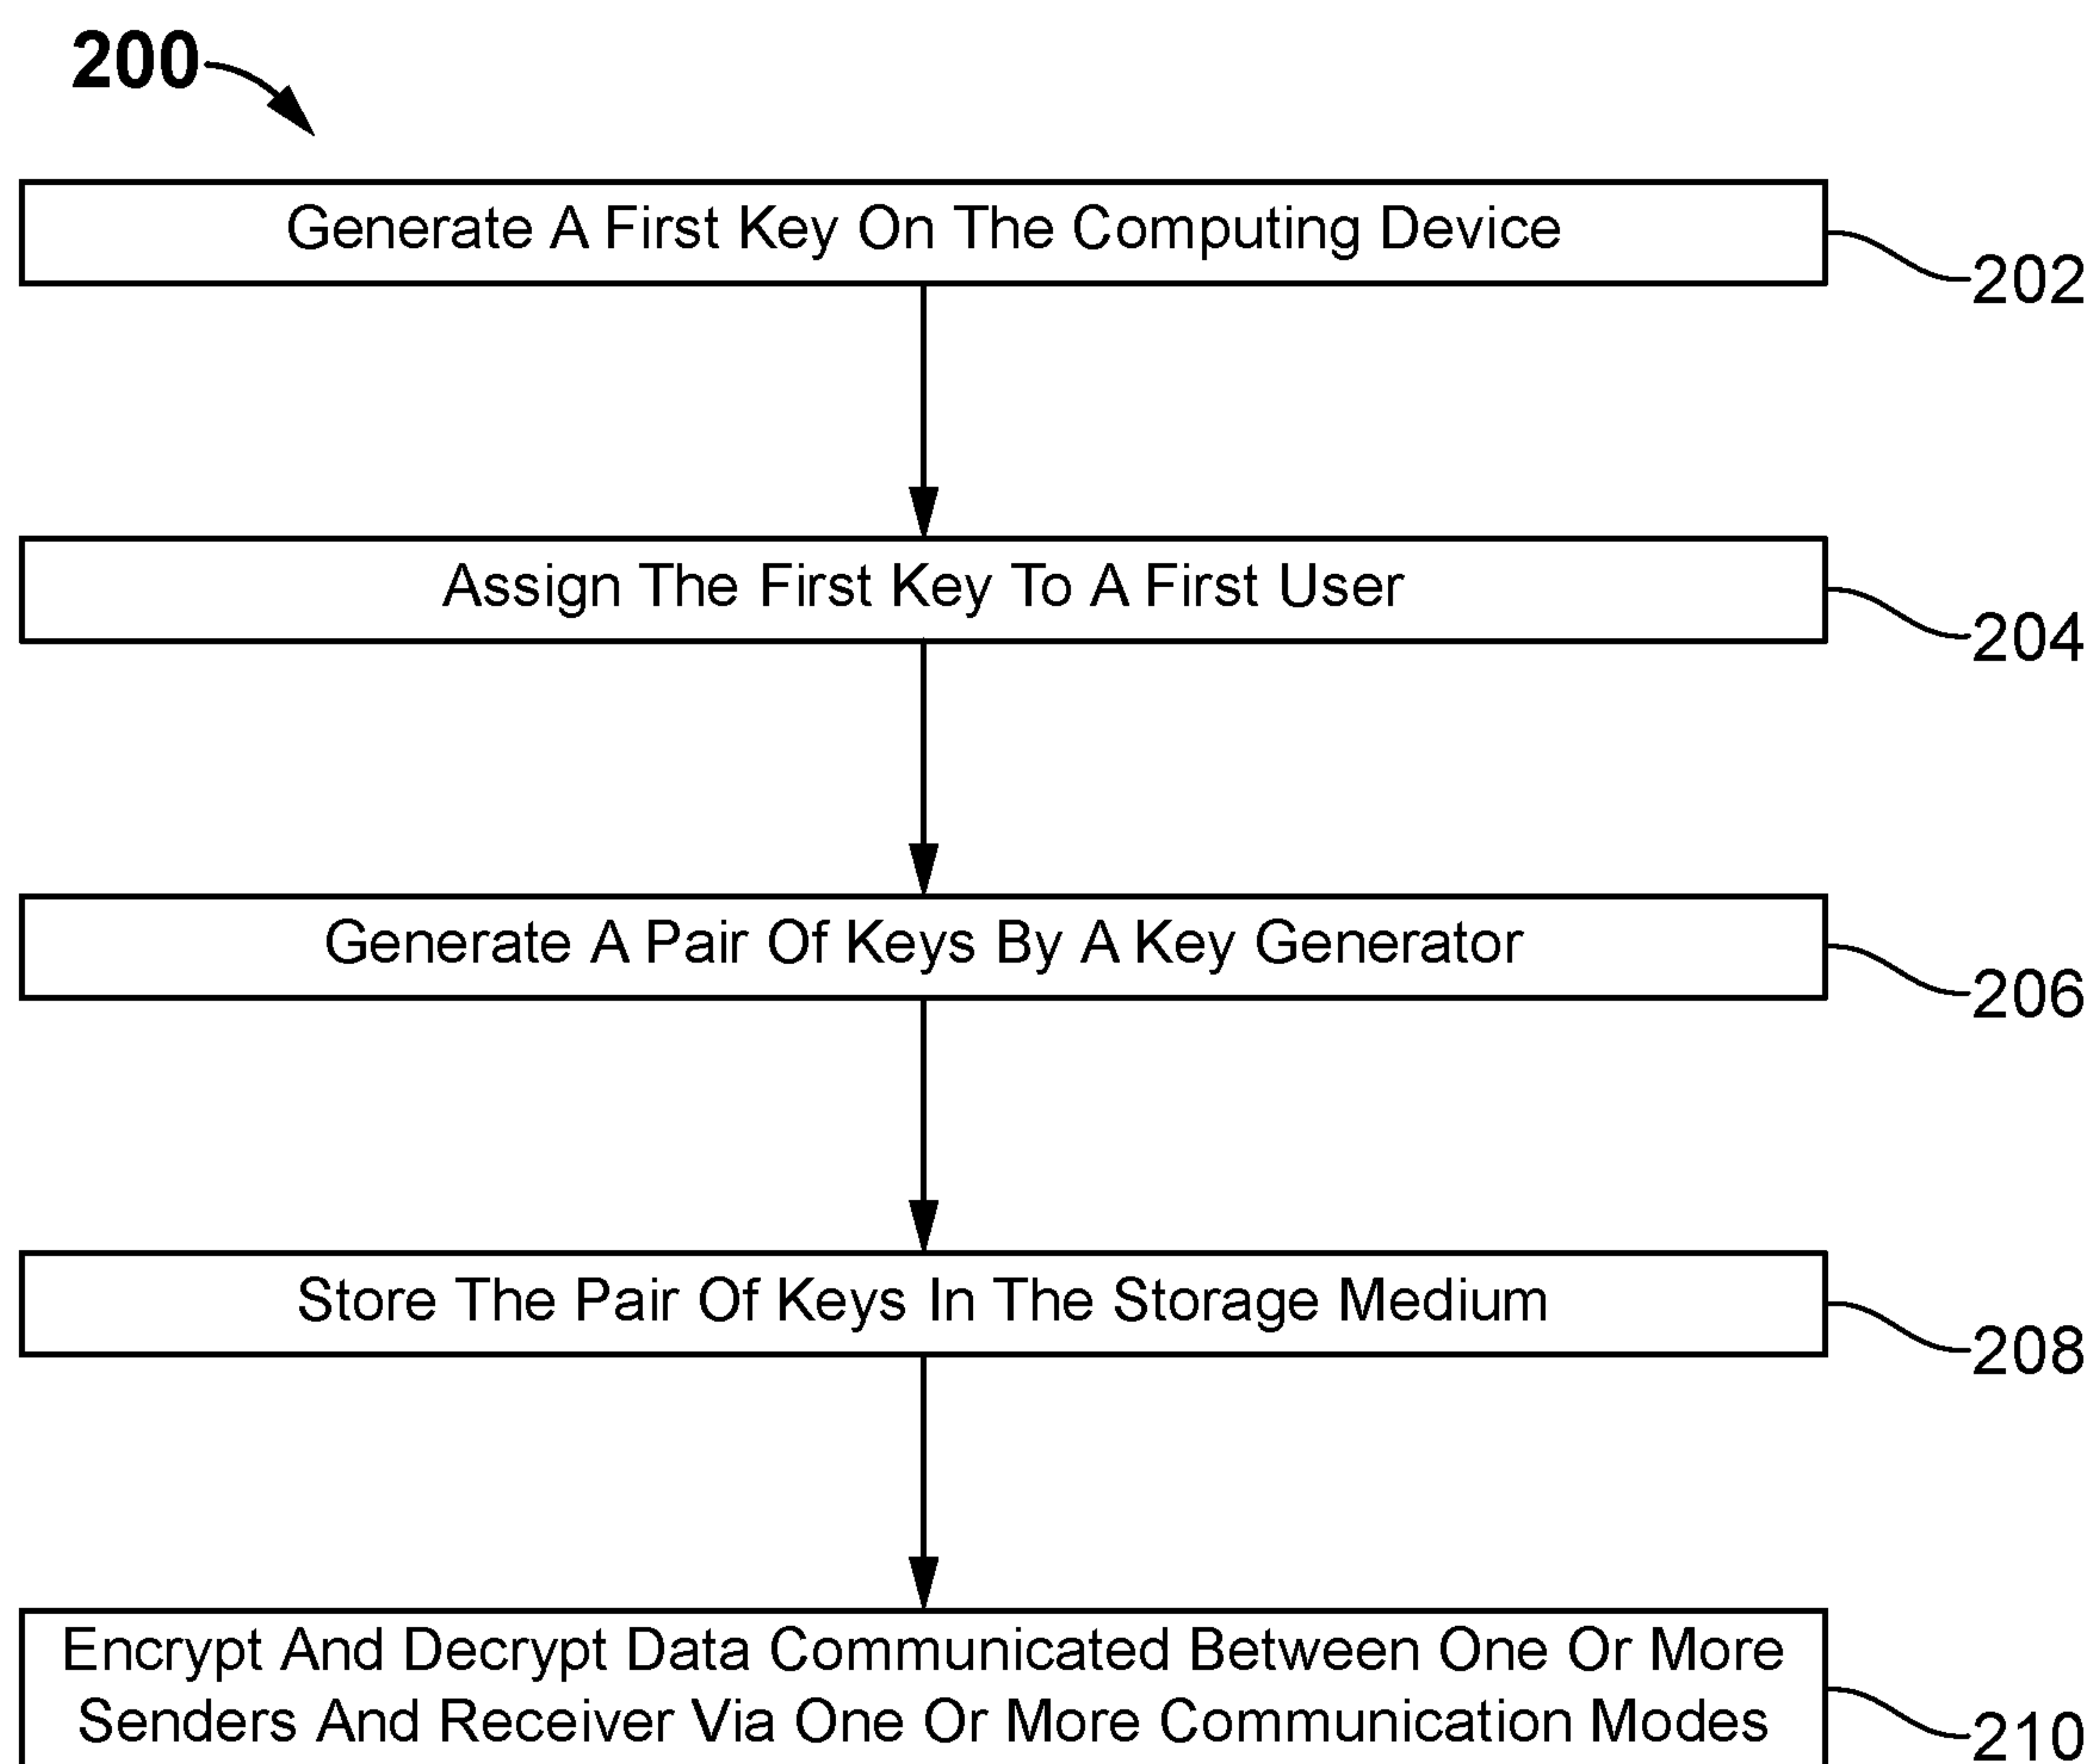 200
Generate A First Key On The Computing Device
202
Assign The First Key To A First User
204
Generate A Pair Of Keys By A Key Generator
206
Store The Pair Of Keys In The Storage Medium
208
Encrypt And Decrypt Data Communicated Between One Or More
Senders And Receiver Via One Or More Communication Modes
210